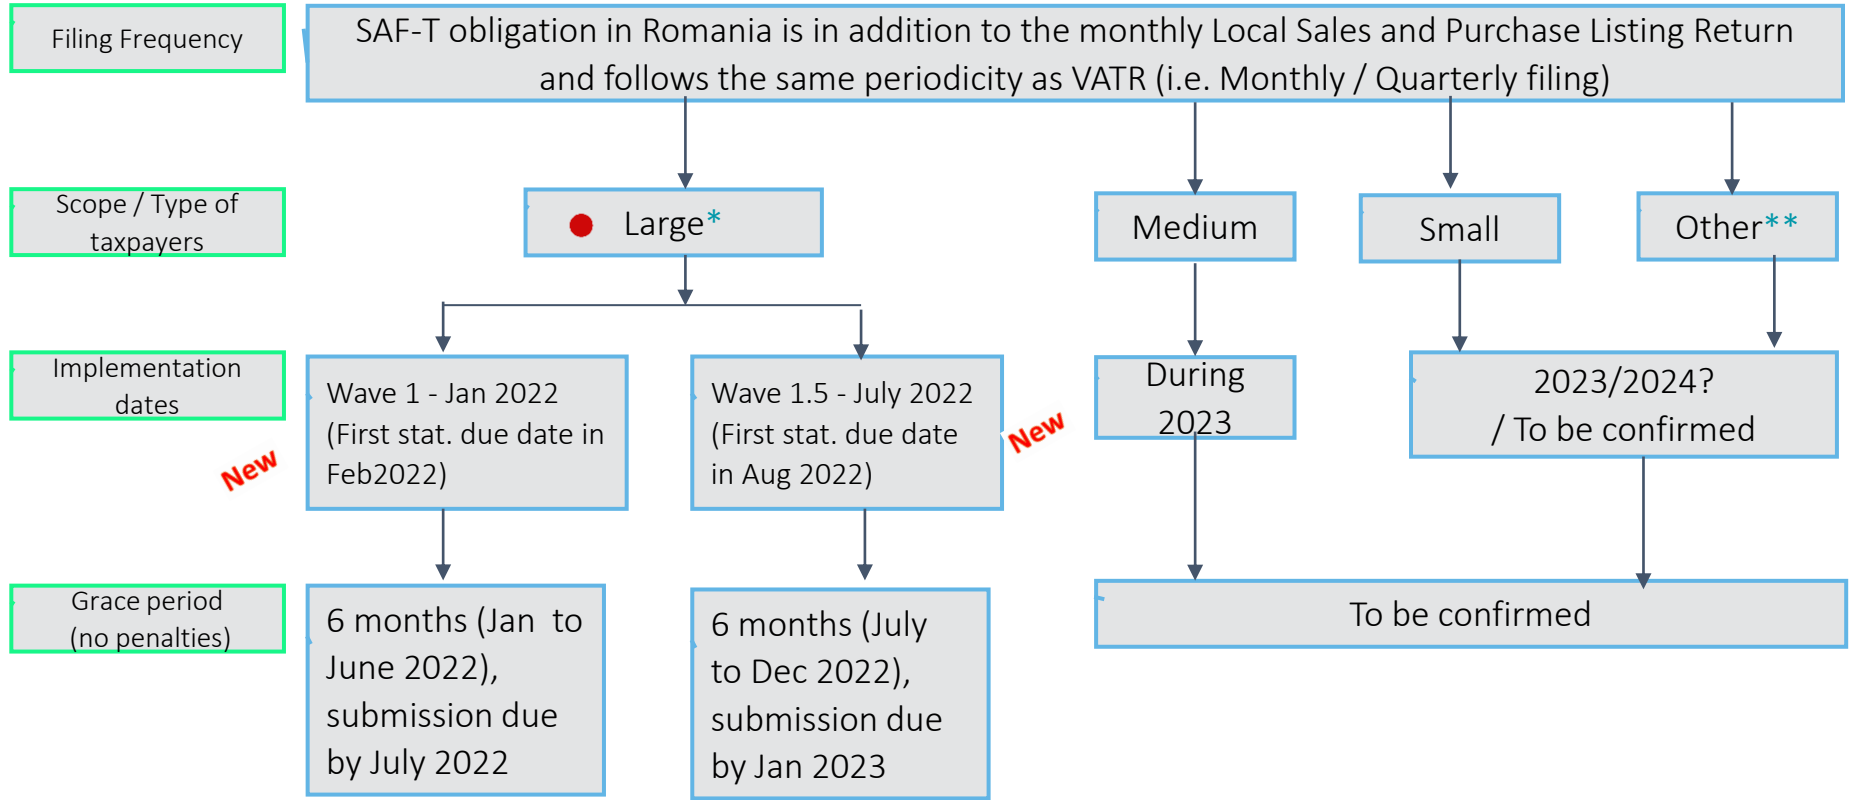 Filing Frequency
SAF-T obligation in Romania is in addition to the monthly Local Sales and Purchase Listing Return
and follows the same periodicity as VATR (i.e. Monthly / Quarterly filing)
Scope / Type of
taxpayers
Large*
Medium
Small
Other**
Implementation
dates
Wave 1 - Jan 2022
(First stat. due date in
Feb2022)
New
Wave 1.5 - July 2022
(First stat. due date
in Aug 2022)
New
During
2023
2023/2024?
/ To be confirmed
Grace period
(no penalties)
6 months (Jan  to
June 2022),
submission due
by July 2022
6 months (July
to Dec 2022),
submission due
by Jan 2023
To be confirmed